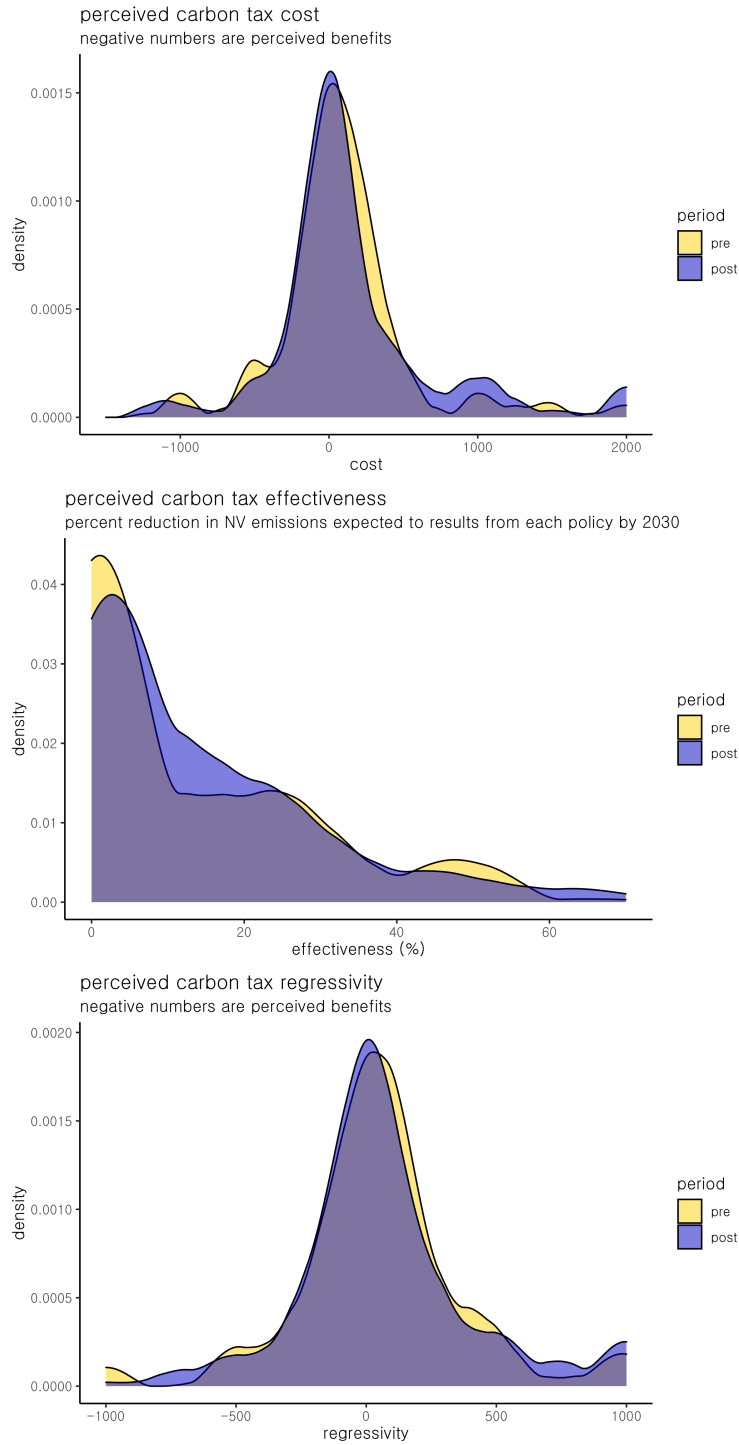 perceived carbon tax cost
negative numbers are perceived benefits
0.0015
0.0010
0.0005
0.0000
density
−1000
0
1000
2000
cost
period
pre
post
perceived carbon tax effectiveness
percent reduction in NV emissions expected to results from each policy by 2030
0.04
0.03
0.02
0.01
0.00
density
0
20
40
60
effectiveness (%)
period
pre
post
perceived carbon tax regressivity
negative numbers are perceived benefits
0.0020
0.0015
0.0010
0.0005
0.0000
density
−1000
−500
0
500
1000
regressivity
period
pre
post